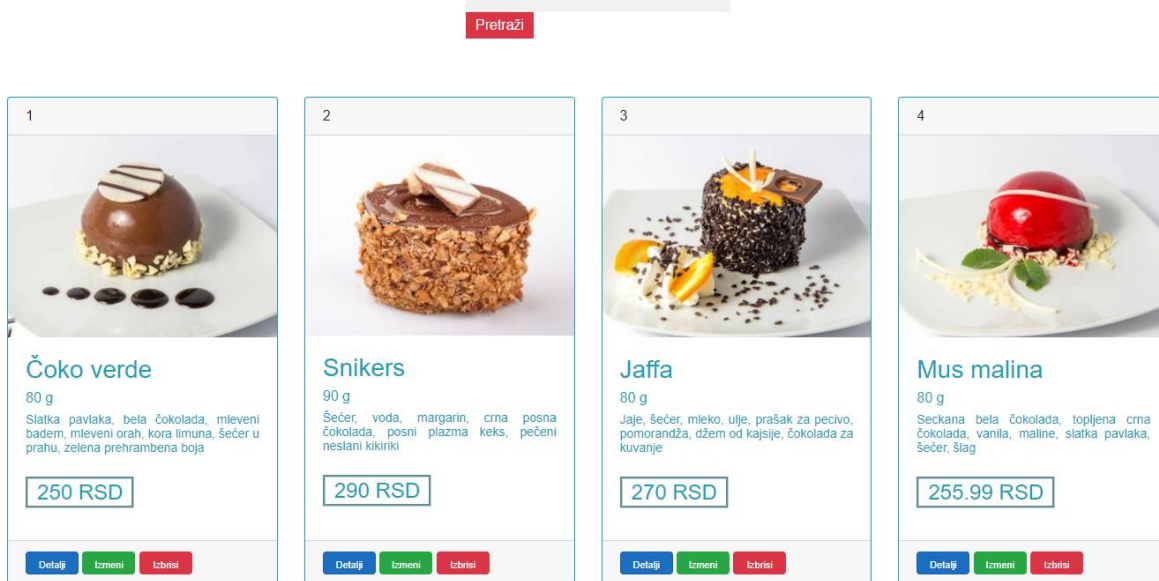 Pretraži
1
Čoko verde
80 g
Slatka pavlaka, bela čokolada, mleveni
badem, mleveni orah, kora limuna, šećer u
prahu, zelena prehrambena boja
250 RSD
Detalji Izmeni Izbrisi
2
Snikers
90 g
Šećer, voda, margarin, crna posna
čokolada, posni plazma keks, pečeni
neslani kikiriki
290 RSD
Detalji Izmeni Izbrisi
3
Jaffa
80 g
Jaje, šećer, mleko, ulje, prašak za pecivo,
pomorandža, džem od kajsije, čokolada za
kuvanje
270 RSD
Detalji Izmeni Izbrisi
4
Mus malina
80 g
Seckana bela čokolada, topljena crna
čokolada, vanila, maline, slatka pavlaka,
šećer, šlag
255.99 RSD
Detalji Izmeni Izbrisi